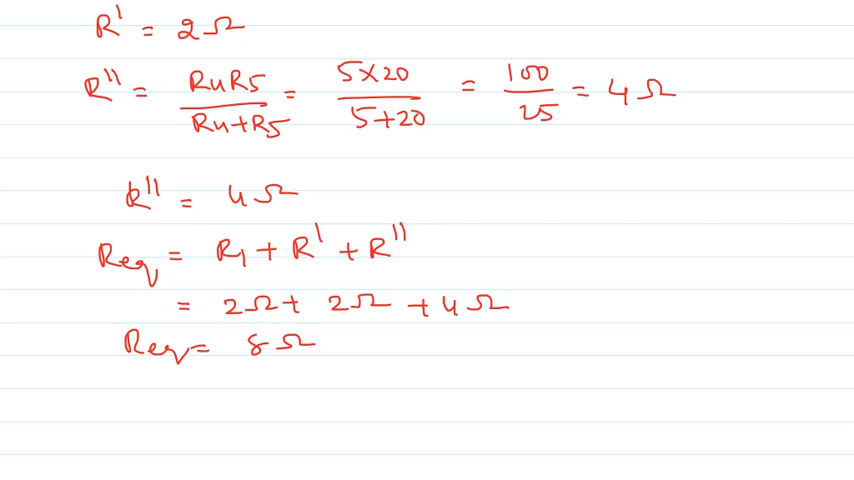 R' = 2Ω
R'' = R4R5/R4+R5 = 5×20/5+20 = 100/25 = 4Ω
R'' = 4Ω
Req = R1 + R' + R''
= 2Ω + 2Ω + 4Ω
Req = 8Ω